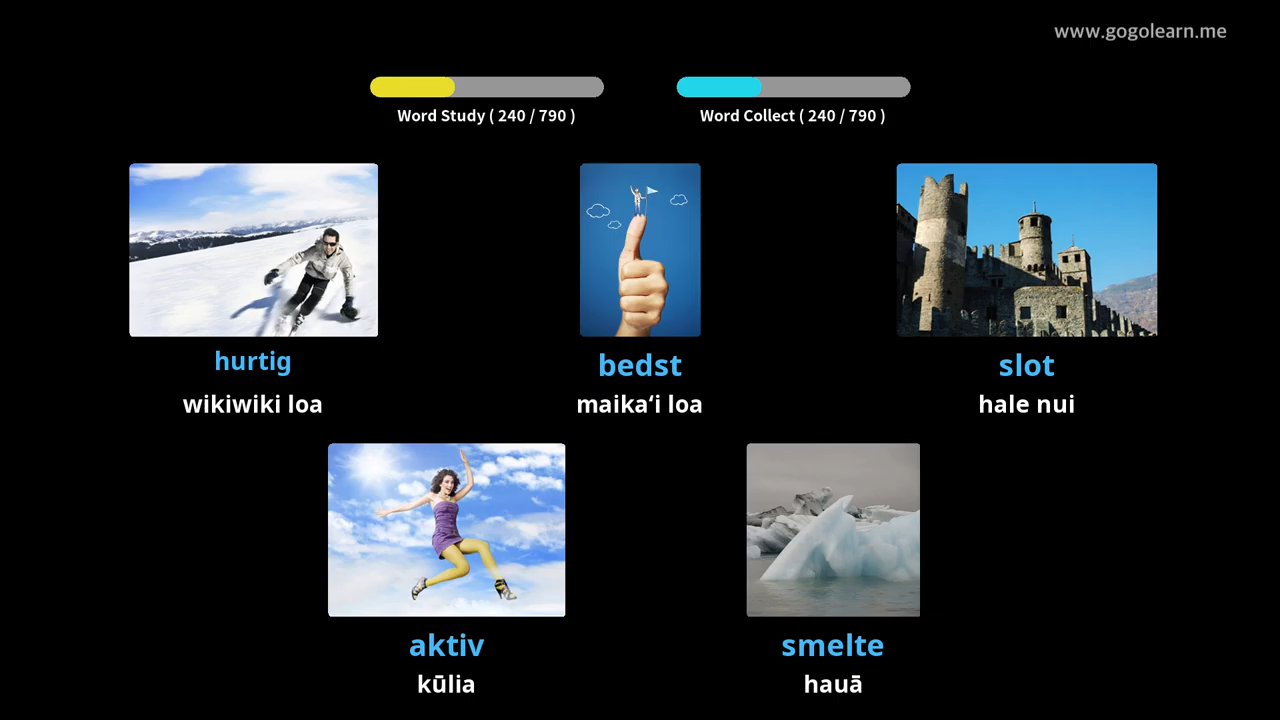 www.gogolearn.me
Word Study ( 240 / 790 )
Word Collect ( 240 / 790 )
hurtig
wikiwiki loa
bedst
maikaʻi loa
slot
hale nui
aktiv
kūlia
smelte
hauā